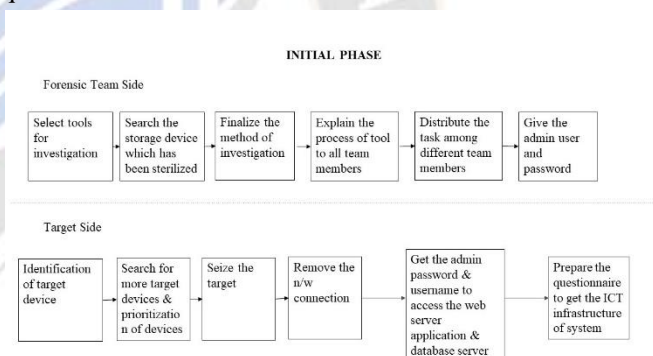 INITIAL PHASE
Forensic Team Side
Select tools
for
investigation
Search the
storage device
which has
been sterilized
Finalize the
method of
investigation
Explain the
process of tool
to all team
members
Distribute the
task among
different team
members
Give the
admin user
and
password
Target Side
Identification
of target
device
Search for
more target
devices &
prioritizatio
n of devices
Seize the
target
Remove the
n/w
connection
Get the admin
password &
username to
access the web
server
application &
database server
Prepare the
questionnaire
to get the ICT
infrastructure
of system